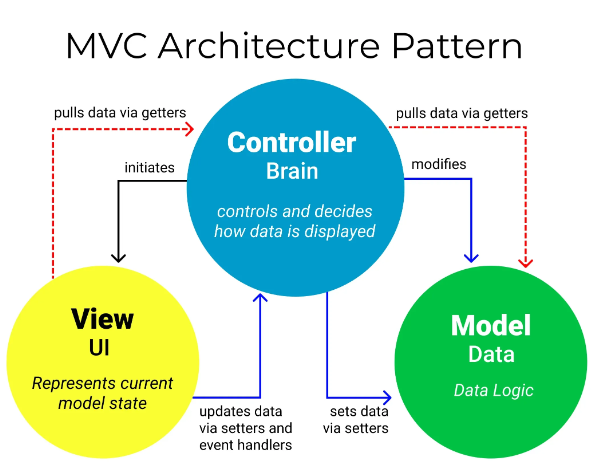 MVC Architecture Pattern
pulls data via getters
pulls data via getters
Controller
Brain
controls and decides
how data is displayed
initiates
modifies
View
UI
Represents current
model state
Model
Data
Data Logic
updates data
via setters and
event handlers
sets data
via setters